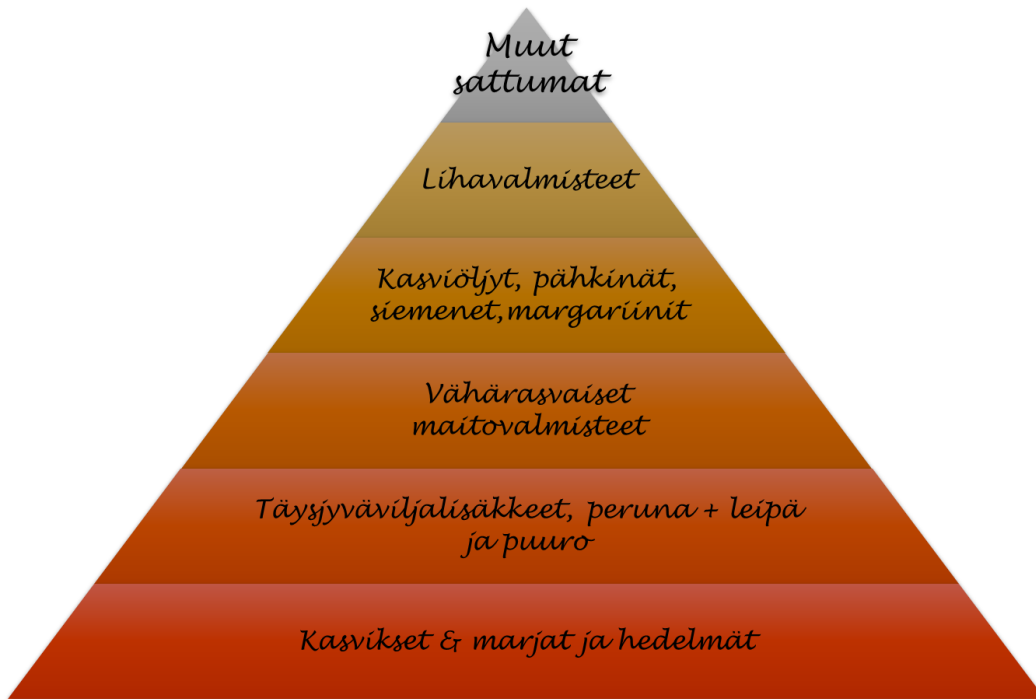 Muut
sattumat
Lihavalmisteet
Kasviöljyt, pähkinät,
siemenet,margariinit
Vähärasvaiset
maitovalmisteet
Täysjyväviljalisäkkeet, peruna + leipä
ja puuro
Kasvikset & marjat ja hedelmät